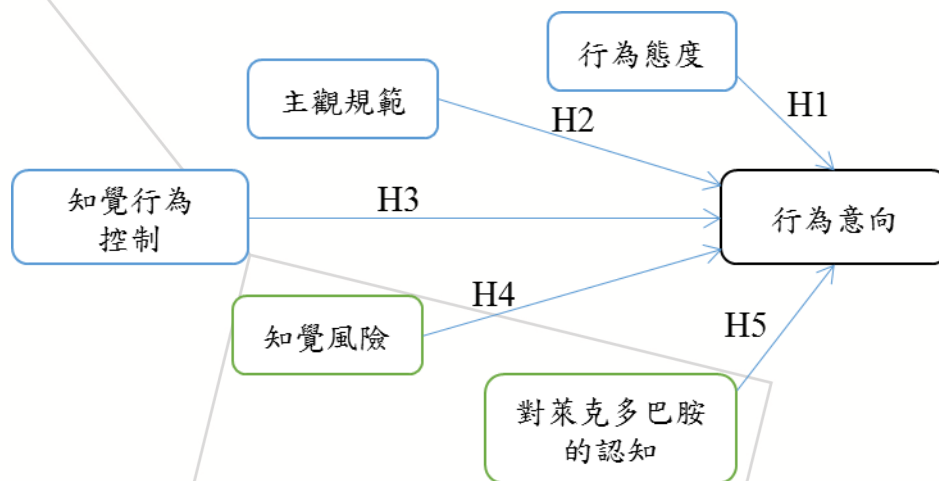 行為態度
主觀規範
H1
H2
知覺行為
控制
H3
行為意向
知覺風險
H4
H5
對萊克多巴胺
的認知